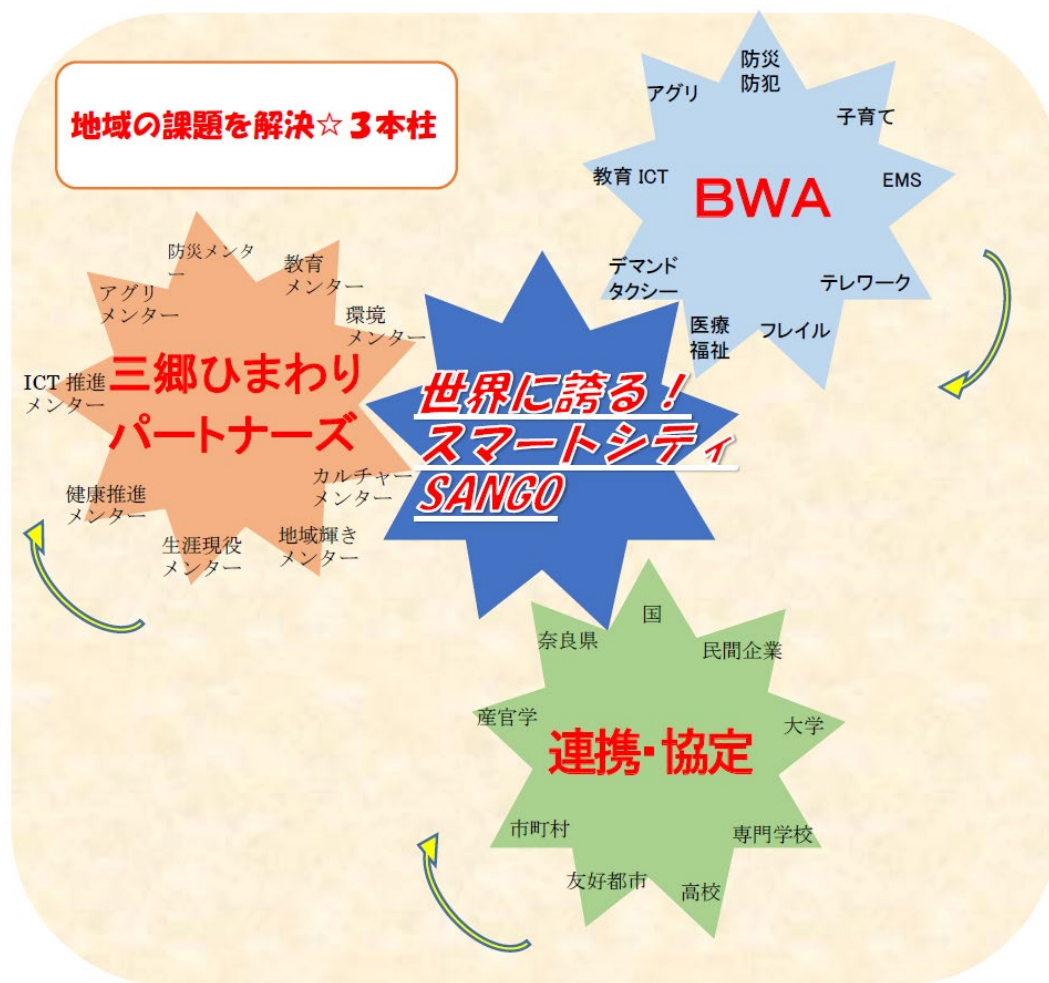 地域の課題を解決☆３本柱
防災
防犯
アグリ
子育て
教育 ICT
EMS
BWA
デマンド
タクシー
テレワーク
医療
福祉
フレイル
防災メンタ
ー
教育
メンター
アグリ
メンター
環境
メンター
ICT 推進
メンター
三郷ひまわり
パートナーズ
カルチャー
メンター
健康推進
メンター
生涯現役
メンター
地域輝き
メンター
世界に誇る！
スマートシティ
SANGO
国
奈良県
民間企業
産官学
大学
連携・協定
市町村
専門学校
友好都市
高校